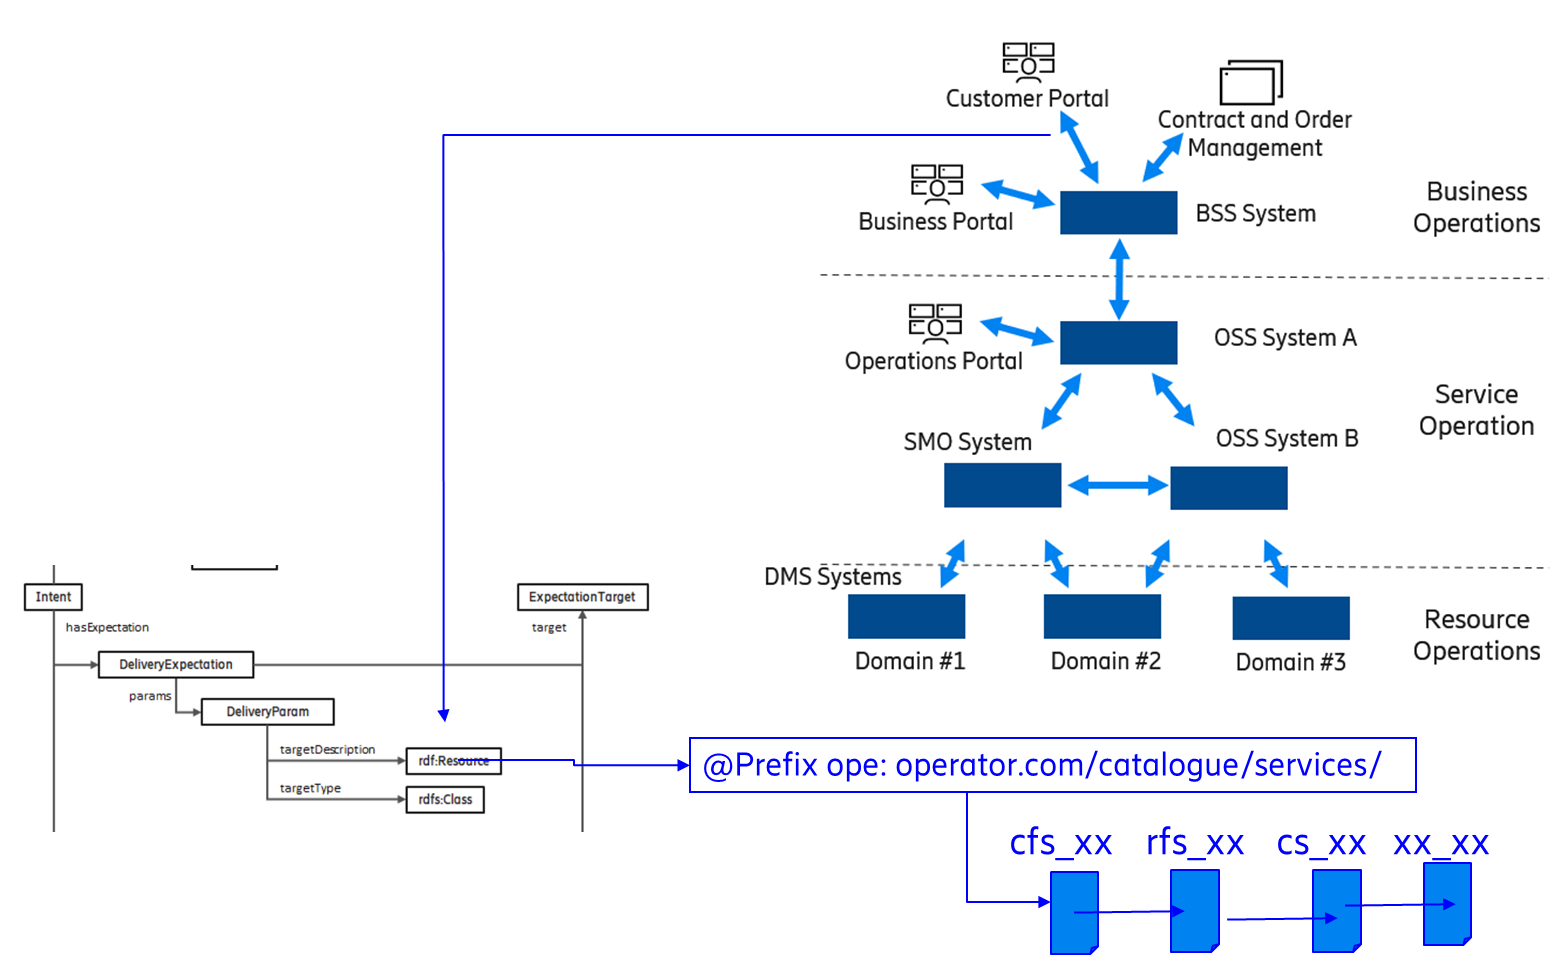 Customer Portal
Contract and Order
Management
Business Portal
BSS System
Business
Operations
Operations Portal
OSS System A
Service
Operation
SMO System
OSS System B
DMS Systems
Domain #1
Domain #2
Domain #3
Resource
Operations
Intent
ExpectationTarget
hasExpectation
target
DeliveryExpectation
params
DeliveryParam
targetDescription
rdf:Resource
targetType
rdfs:Class
@Prefix ope: operator.com/catalogue/services/
cfs_xx rfs_xx cs_xx xx_xx